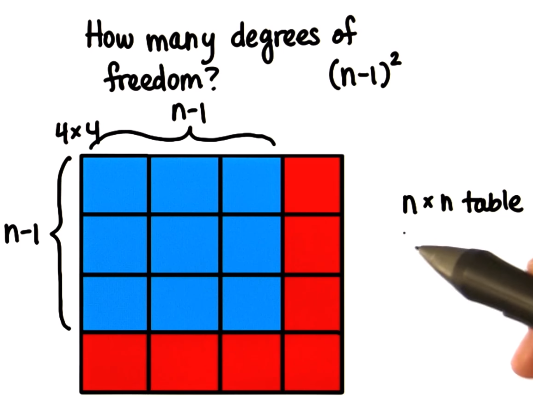 How many degrees of
freedom?
(n-1)²
n-1
4×4
n-1
n×n table